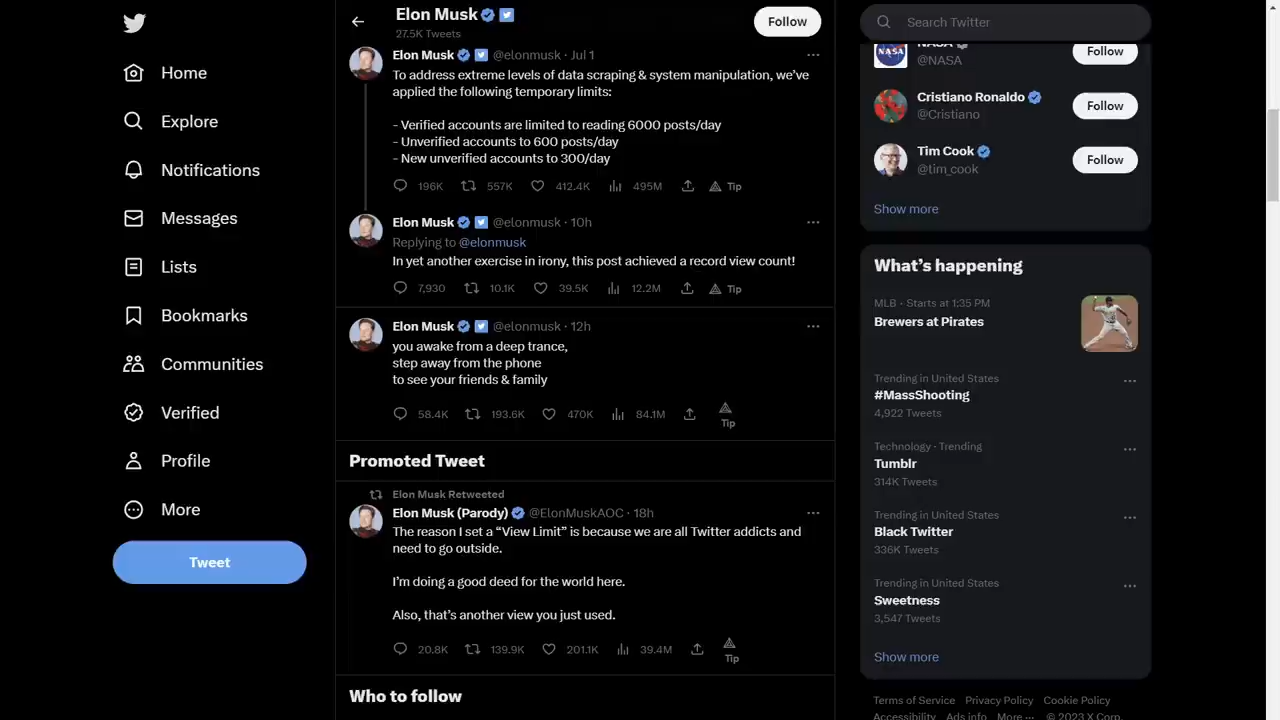 Home
Explore
Notifications
Messages
Lists
Bookmarks
Communities
Verified
Profile
More
Tweet
Elon Musk
27.5K Tweets
Follow
Elon Musk @elonmusk · Jul 1
To address extreme levels of data scraping & system manipulation, we've
applied the following temporary limits:
- Verified accounts are limited to reading 6000 posts/day
- Unverified accounts to 600 posts/day
- New unverified accounts to 300/day
196K 557K 412.4K 495M Tip
Elon Musk @elonmusk · 10h
Replying to @elonmusk
In yet another exercise in irony, this post achieved a record view count!
7,930 10.1K 39.5K 12.2M Tip
Elon Musk @elonmusk · 12h
you awake from a deep trance,
step away from the phone
to see your friends & family
58.4K 193.6K 470K 84.1M Tip
Promoted Tweet
Elon Musk Retweeted
Elon Musk (Parody) @ElonMuskAOC · 18h
The reason I set a “View Limit” is because we are all Twitter addicts and
need to go outside.
I’m doing a good deed for the world here.
Also, that’s another view you just used.
20.8K 139.9K 201.1K 39.4M Tip
Who to follow
Search Twitter
NASA
NASA
@NASA
Follow
Cristiano Ronaldo
@Cristiano
Follow
Tim Cook
@tim_cook
Follow
Show more
What’s happening
MLB · Starts at 1:35 PM
Brewers at Pirates
Trending in United States
#MassShooting
4,922 Tweets
Technology · Trending
Tumblr
314K Tweets
Trending in United States
Black Twitter
336K Tweets
Trending in United States
Sweetness
3,547 Tweets
Show more
Terms of Service Privacy Policy Cookie Policy
Accessibility Ads info More ··· © 2023 X Corp.